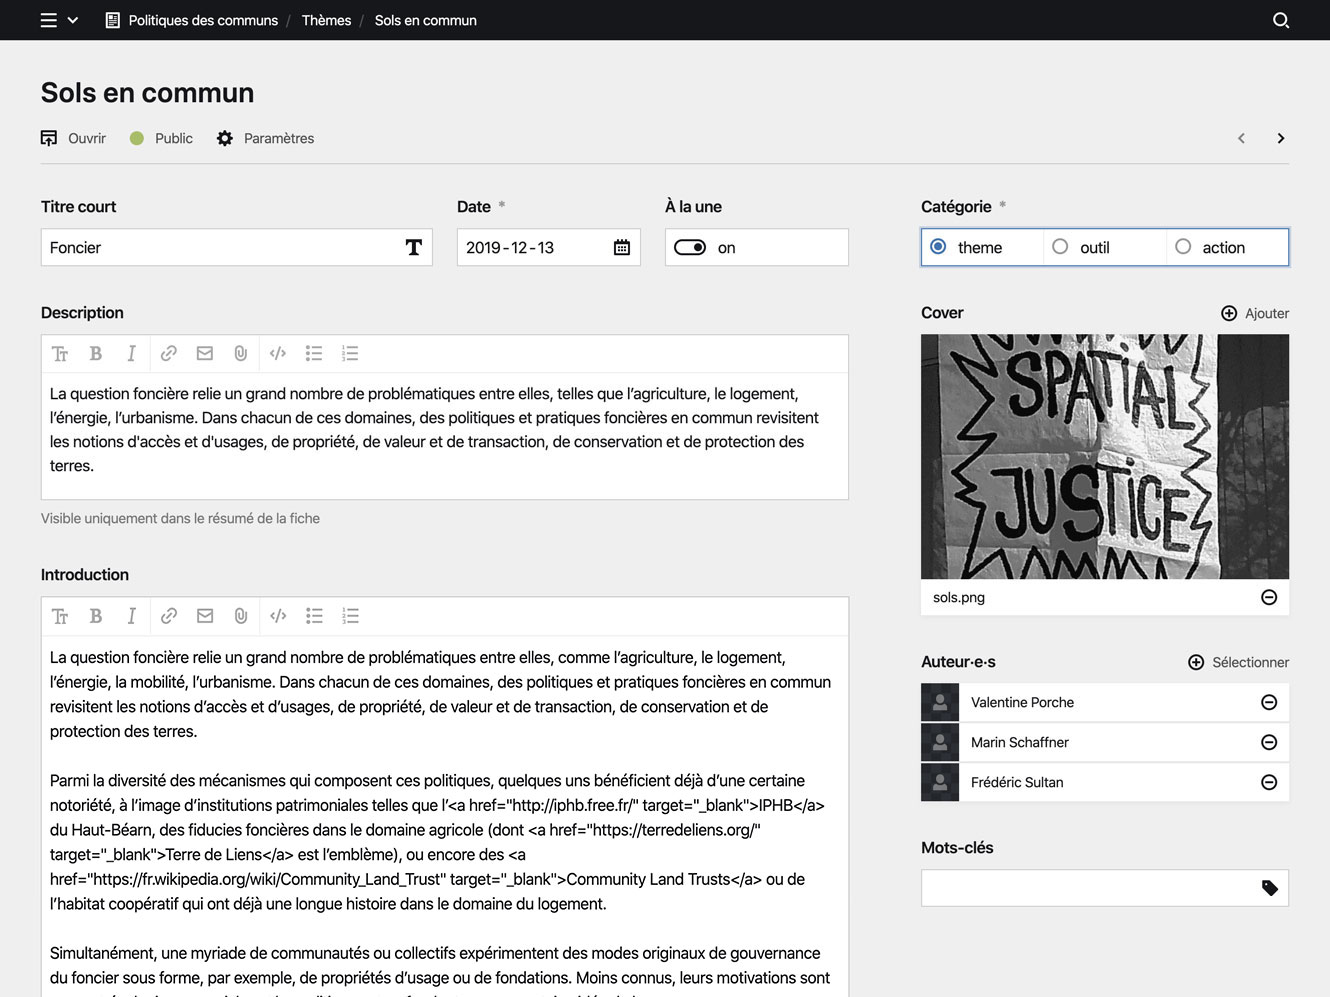 Politiques des communs / Thèmes / Sols en commun
Sols en commun
Ouvrir Public Paramètres
Titre court
Foncier
Date *
2019-12-13
À la une
on
Description
La question foncière relie un grand nombre de problématiques entre elles, telles que l’agriculture, le logement,
l’énergie, l’urbanisme. Dans chacun de ces domaines, des politiques et pratiques foncières en commun revisitent
les notions d'accès et d'usages, de propriété, de valeur et de transaction, de conservation et de protection des
terres.
Visible uniquement dans le résumé de la fiche
Introduction
La question foncière relie un grand nombre de problématiques entre elles, comme l’agriculture, le logement,
l’énergie, la mobilité, l’urbanisme. Dans chacun de ces domaines, des politiques et pratiques foncières en commun
revisitent les notions d’accès et d’usages, de propriété, de valeur et de transaction, de conservation et de
protection des terres.
Parmi la diversité des mécanismes qui composent ces politiques, quelques uns bénéficient déjà d’une certaine
notoriété, à l’image d’institutions patrimoniales telles que l’<a href="http://iphb.free.fr/" target="_blank">IPHB</a>
du Haut-Béarn, des fiducies foncières dans le domaine agricole (dont <a href="https://terredeliens.org/"
target="_blank">Terre de Liens</a> est l’emblème), ou encore des <a
href="https://fr.wikipedia.org/wiki/Community_Land_Trust" target="_blank">Community Land Trusts</a> ou de
l’habitat coopératif qui ont déjà une longue histoire dans le domaine du logement.
Simultanément, une myriade de communautés ou collectifs expérimentent des modes originaux de gouvernance
du foncier sous forme, par exemple, de propriétés d’usage ou de fondations. Moins connus, leurs motivations sont
Catégorie *
theme outil action
Cover
Ajouter
SPATIAL
JUSTICE
sols.png
Auteur·e·s
Sélectionner
Valentine Porche
Marin Schaffner
Frédéric Sultan
Mots-clés